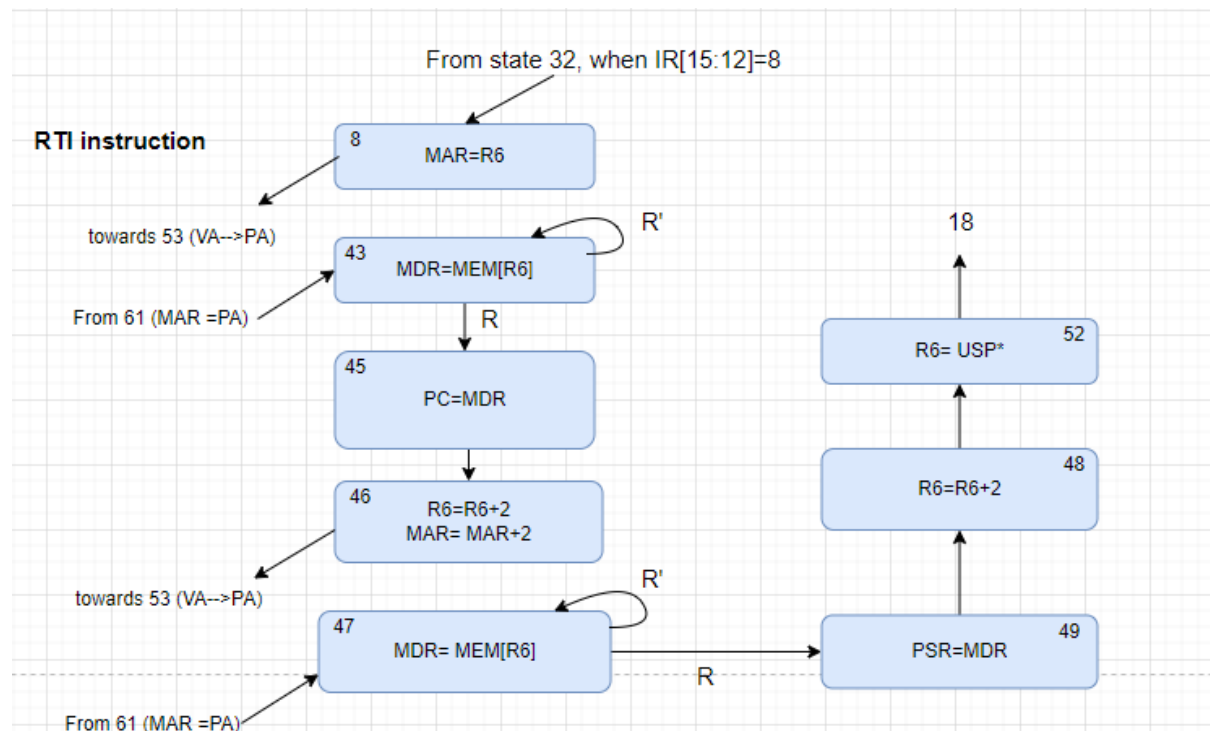 From state 32, when IR[15:12]=8
RTI instruction
8
MAR=R6
towards 53 (VA-->PA)
R'
43
MDR=MEM[R6]
From 61 (MAR =PA)
R
45
PC=MDR
46
R6=R6+2
MAR= MAR+2
towards 53 (VA-->PA)
R'
47
MDR= MEM[R6]
From 61 (MAR =PA)
R
49
PSR=MDR
48
R6=R6+2
52
R6= USP*
18